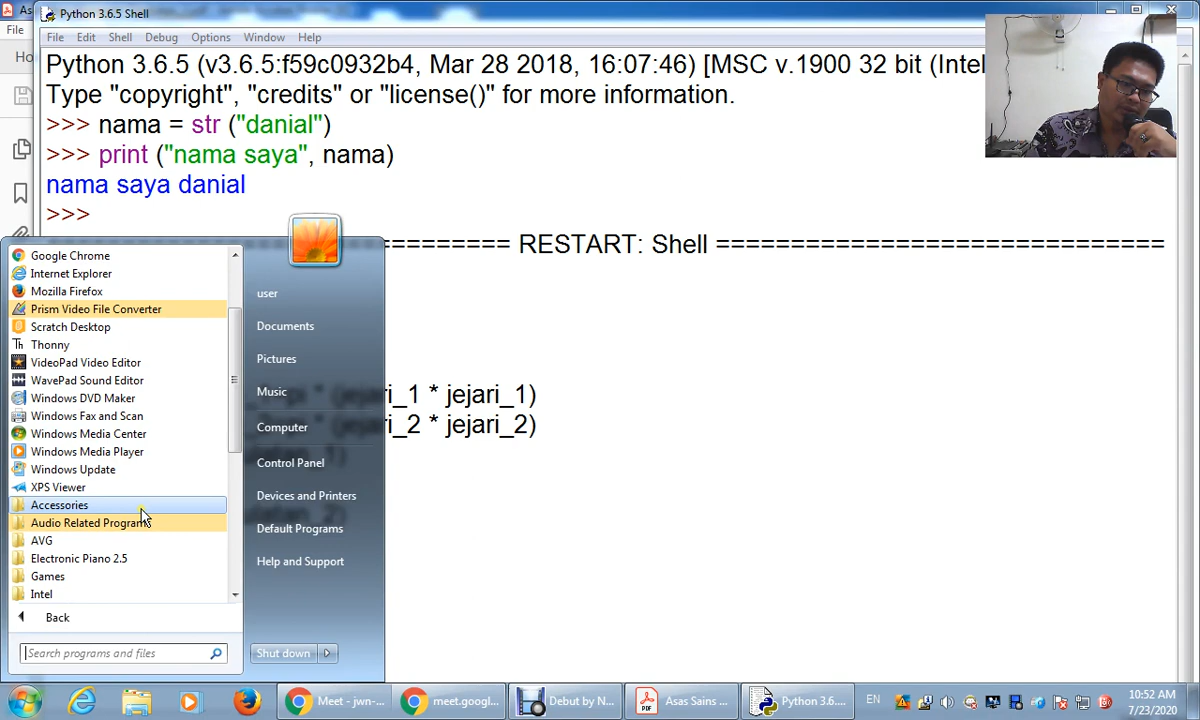 As
Python 3.6.5 Shell
File
File Edit Shell Debug Options Window Help
Ho
Python 3.6.5 (v3.6.5:f59c0932b4, Mar 28 2018, 16:07:46) [MSC v.1900 32 bit (Intel
Type "copyright", "credits" or "license()" for more information.
>>> nama = str ("danial")
>>> print ("nama saya", nama)
nama saya danial
>>>
========= RESTART: Shell ============================
* (jejari_1 * jejari_1)
* (jejari_2 * jejari_2)
Google Chrome
Internet Explorer
Mozilla Firefox
Prism Video File Converter
Scratch Desktop
Th Thonny
VideoPad Video Editor
WavePad Sound Editor
Windows DVD Maker
Windows Fax and Scan
Windows Media Center
Windows Media Player
Windows Update
XPS Viewer
Accessories
Audio Related Programs
AVG
Electronic Piano 2.5
Games
Intel
Back
Search programs and files
user
Documents
Pictures
Music
Computer
Control Panel
Devices and Printers
Default Programs
Help and Support
Shut down
Meet - jwn-...
meet.googl...
Debut by N...
PDF
Asas Sains ...
Python 3.6....
EN
10:52 AM
7/23/2020